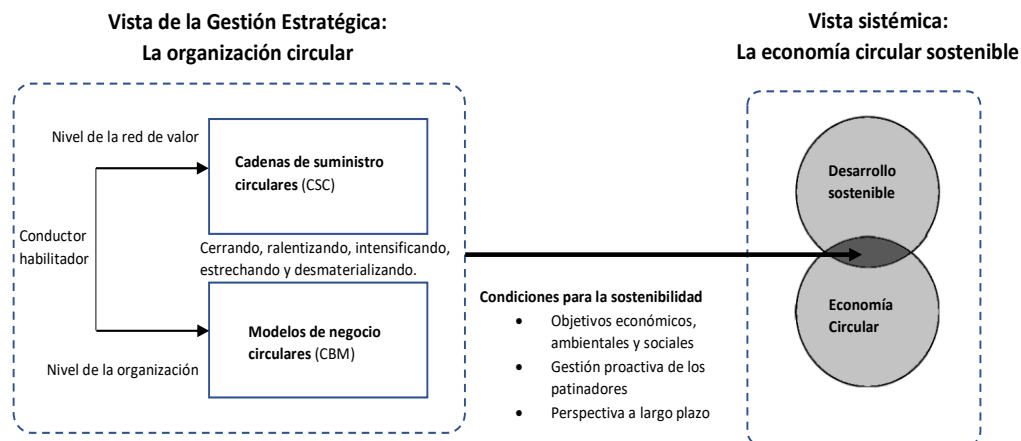 Vista de la Gestión Estratégica:
La organización circular
Vista sistémica:
La economía circular sostenible
Nivel de la red de valor
Cadenas de suministro
circulares (CSC)
Conductor
habilitador
Cerrando, ralentizando, intensificando,
estrechando y desmaterializando.
Modelos de negocio
circulares (CBM)
Nivel de la organización
Condiciones para la sostenibilidad
• Objetivos económicos,
ambientales y sociales
• Gestión proactiva de los
patinadores
• Perspectiva a largo plazo
Desarrollo
sostenible
Economía
Circular